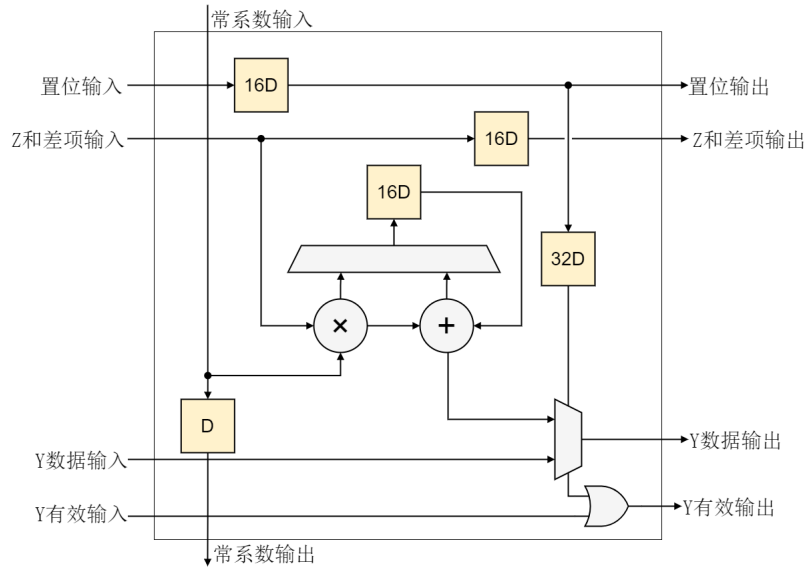 常系数输入
置位输入
16D
置位输出
Z和差项输入
16D
Z和差项输出
16D
32D
×
+
D
Y数据输入
Y数据输出
Y有效输入
Y有效输出
常系数输出